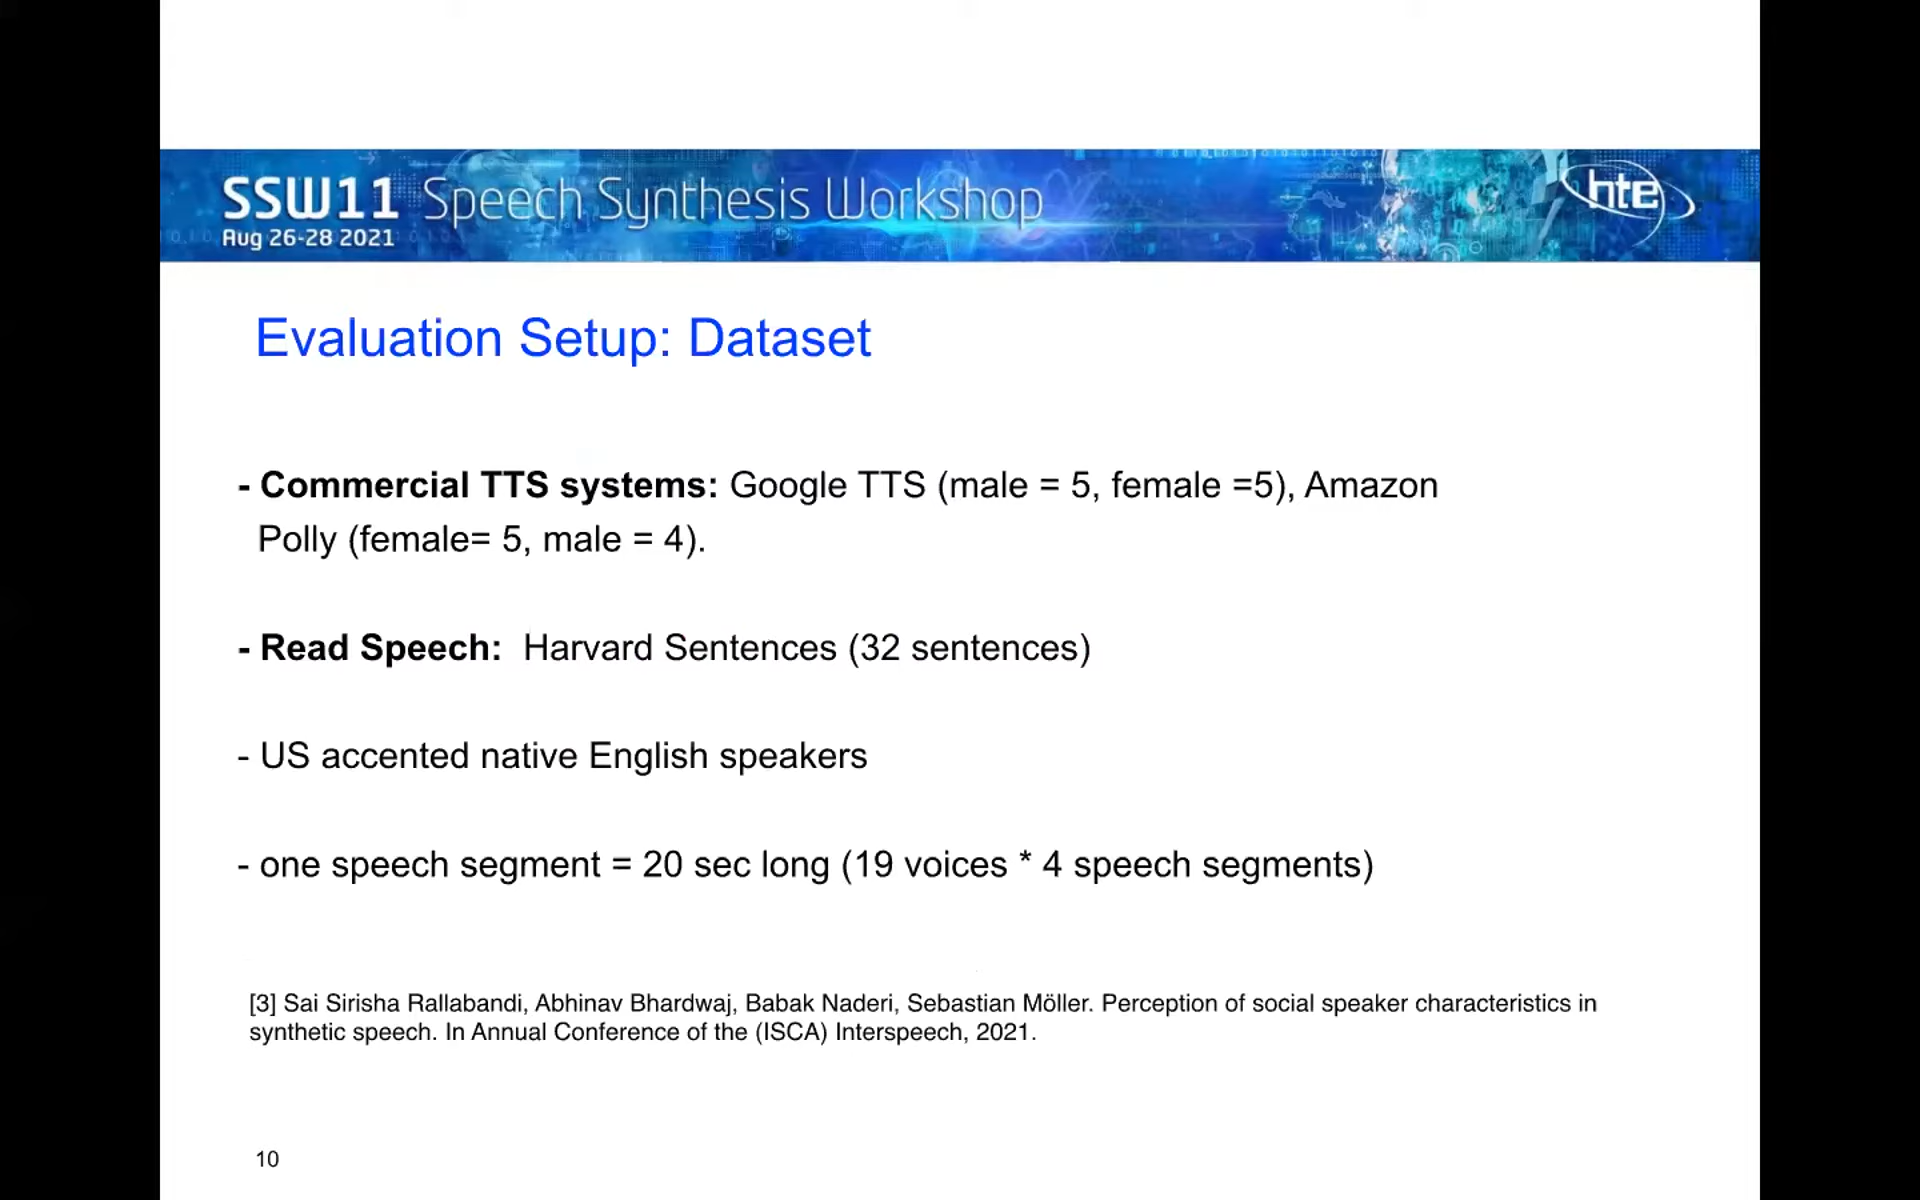 SSW11 Speech Synthesis Workshop
Aug 26-28 2021
hte
Evaluation Setup: Dataset
- Commercial TTS systems: Google TTS (male = 5, female =5), Amazon
Polly (female= 5, male = 4).
- Read Speech: Harvard Sentences (32 sentences)
- US accented native English speakers
- one speech segment = 20 sec long (19 voices * 4 speech segments)
[3] Sai Sirisha Rallabandi, Abhinav Bhardwaj, Babak Naderi, Sebastian Möller. Perception of social speaker characteristics in
synthetic speech. In Annual Conference of the (ISCA) Interspeech, 2021.
10